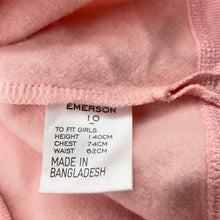 EMERSON
10
TO FIT GIRLS
HEIGHT 140CM
CHEST 74CM
WAIST 62CM
MADE IN
BANGLADESH